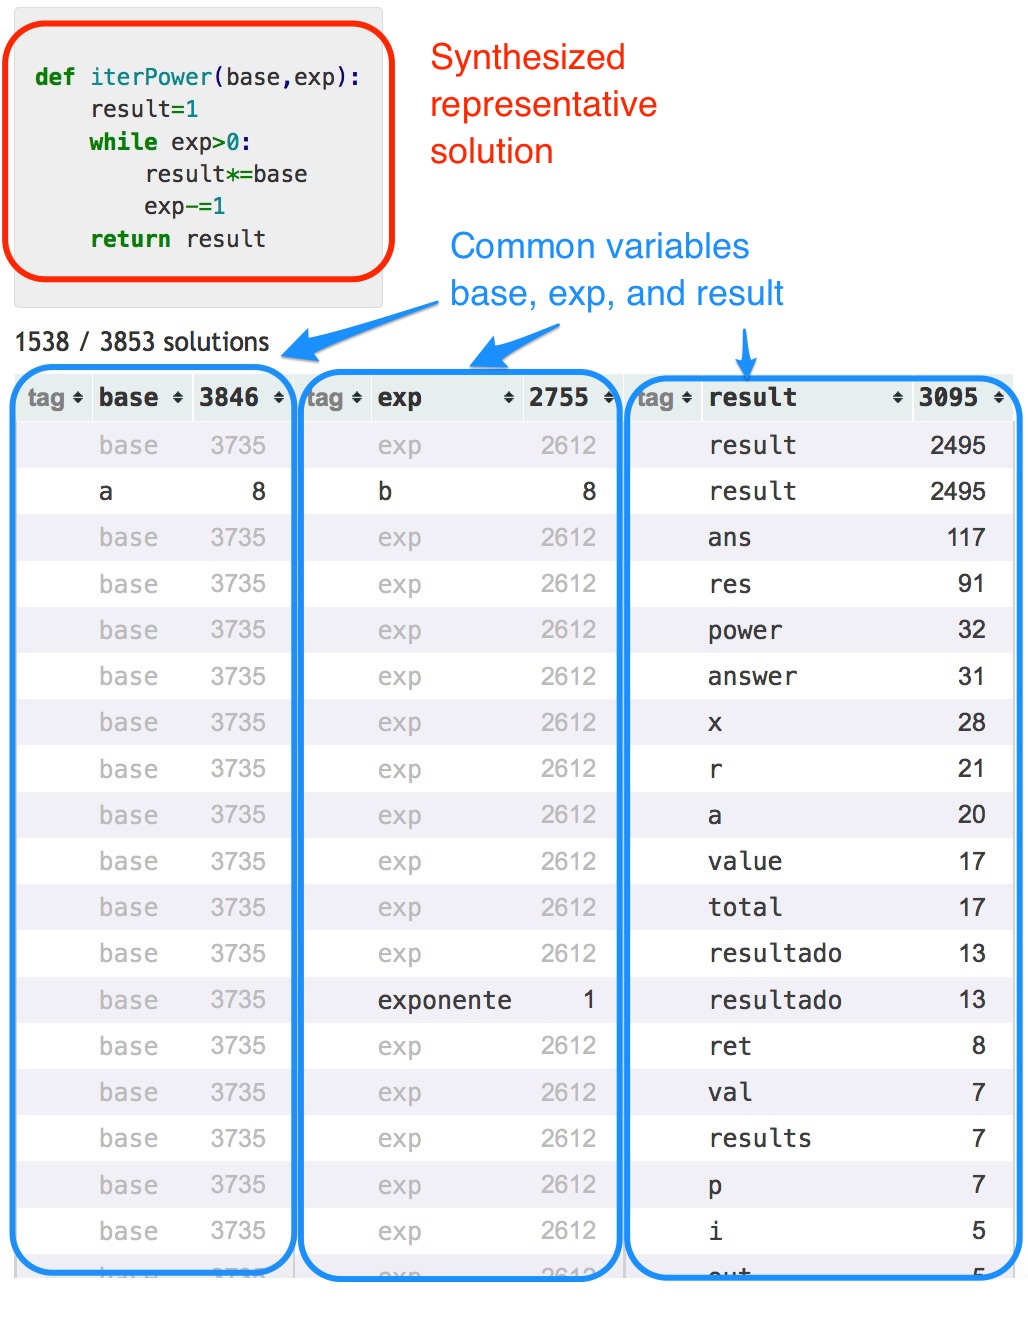 def iterPower(base,exp):
    result=1
    while exp>0:
        result*=base
        exp-=1
    return result
Synthesized
representative
solution
Common variables
base, exp, and result
1538 / 3853 solutions
tag base 3846 tag exp 2755 tag result 3095
base 3735 exp 2612 result 2495
a 8 b 8 result 2495
base 3735 exp 2612 ans 117
base 3735 exp 2612 res 91
base 3735 exp 2612 power 32
base 3735 exp 2612 answer 31
base 3735 exp 2612 x 28
base 3735 exp 2612 r 21
base 3735 exp 2612 a 20
base 3735 exp 2612 value 17
base 3735 exp 2612 total 17
base 3735 exp 2612 resultado 13
base 3735 exponente 1 resultado 13
base 3735 exp 2612 ret 8
base 3735 exp 2612 val 7
base 3735 exp 2612 results 7
base 3735 exp 2612 p 7
base 3735 exp 2612 i 5
base 3735 exp 2612 out 5